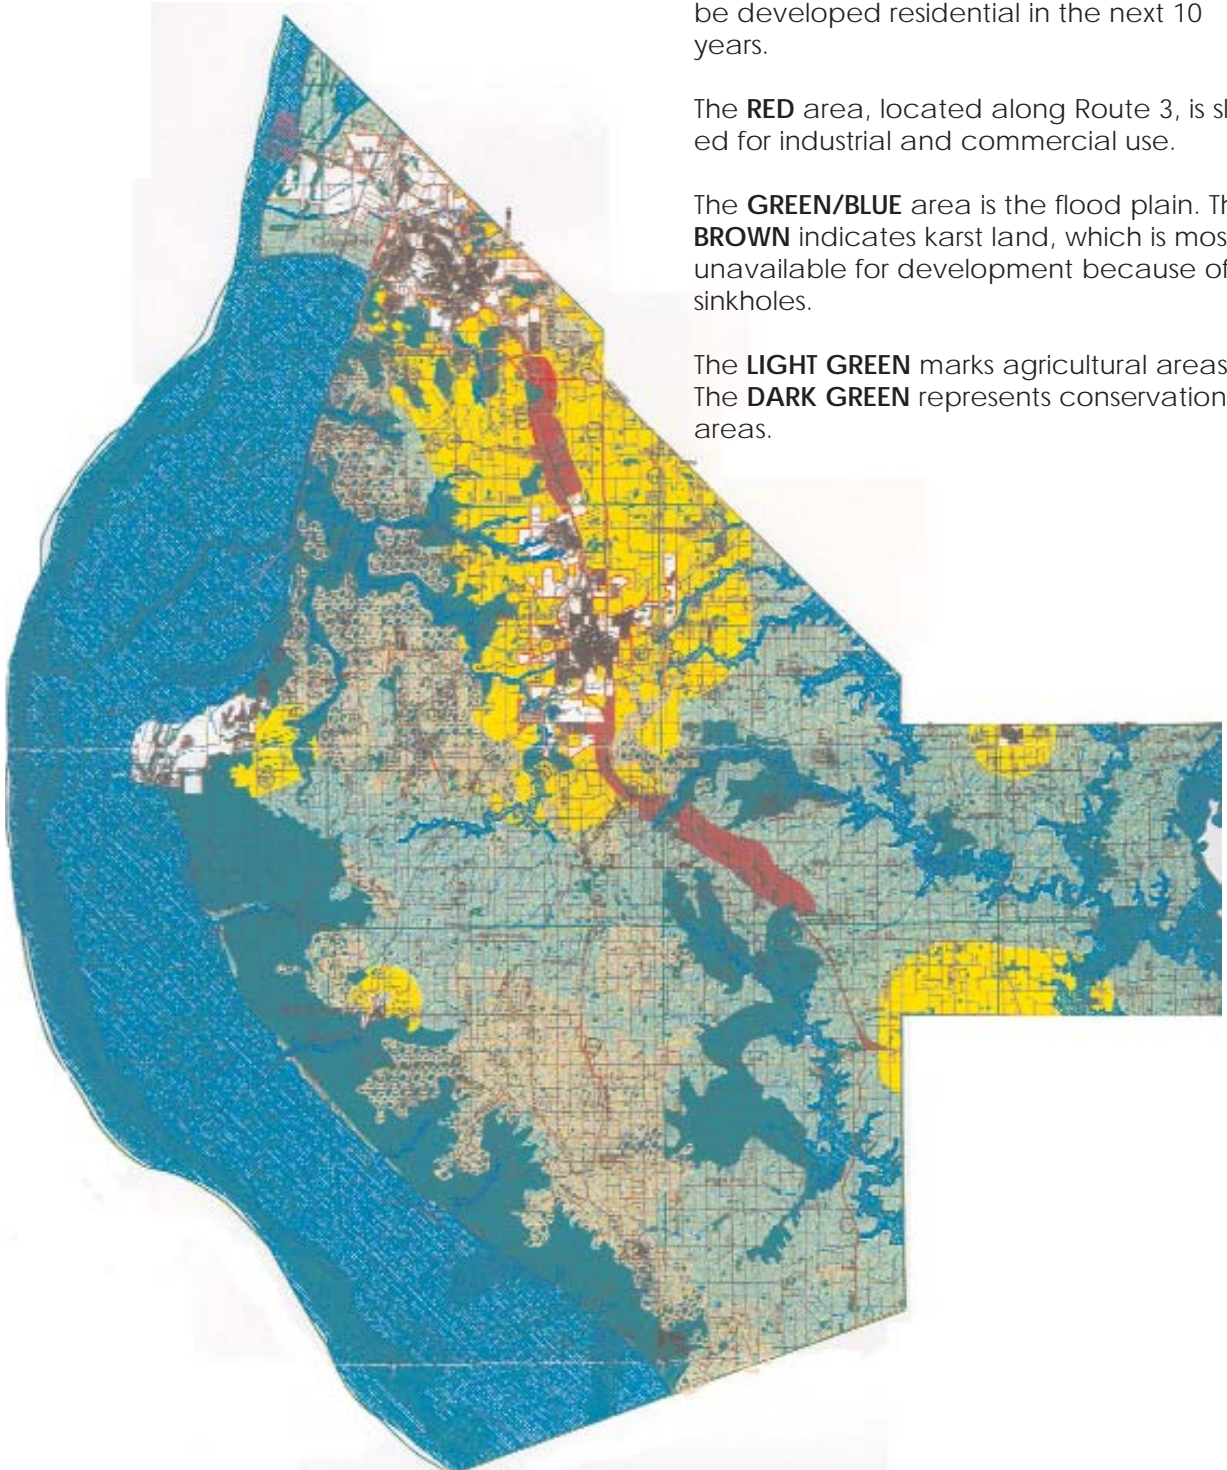 be developed residential in the next 10
years.
The RED area, located along Route 3, is sl
ed for industrial and commercial use.
The GREEN/BLUE area is the flood plain. Th
BROWN indicates karst land, which is mos
unavailable for development because of
sinkholes.
The LIGHT GREEN marks agricultural areas
The DARK GREEN represents conservation
areas.